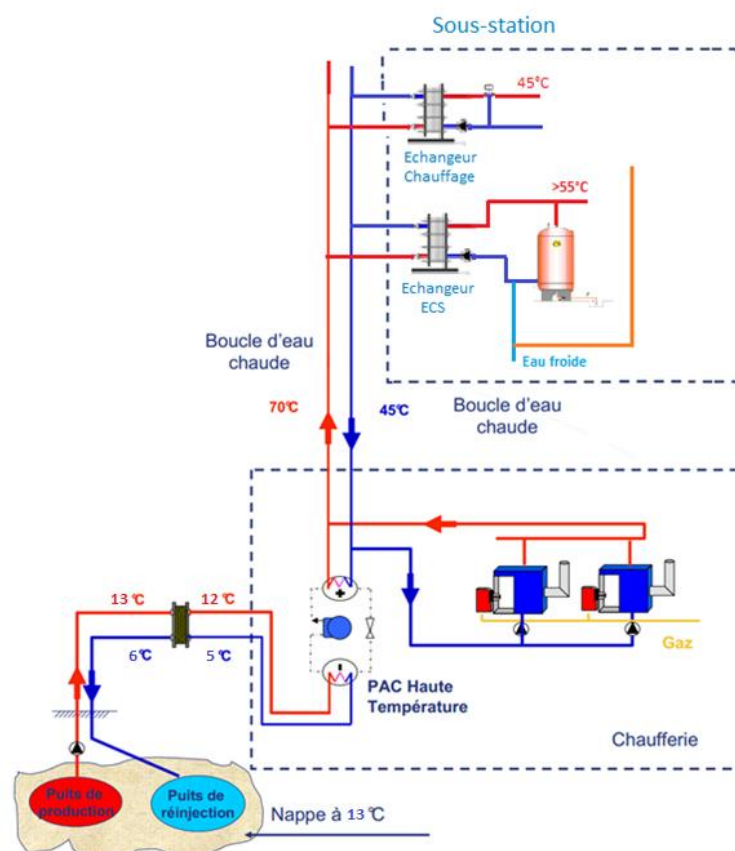 Sous-station
45°C
Echangeur
Chauffage
>55°C
Echangeur
ECS
Eau froide
Boucle d'eau
chaude
70°C
45°C
Boucle d'eau
chaude
13°C
12°C
6°C
5°C
Gaz
PAC Haute
Température
Chaufferie
Puits de
production
Puits de
réinjection
Nappe à 13°C